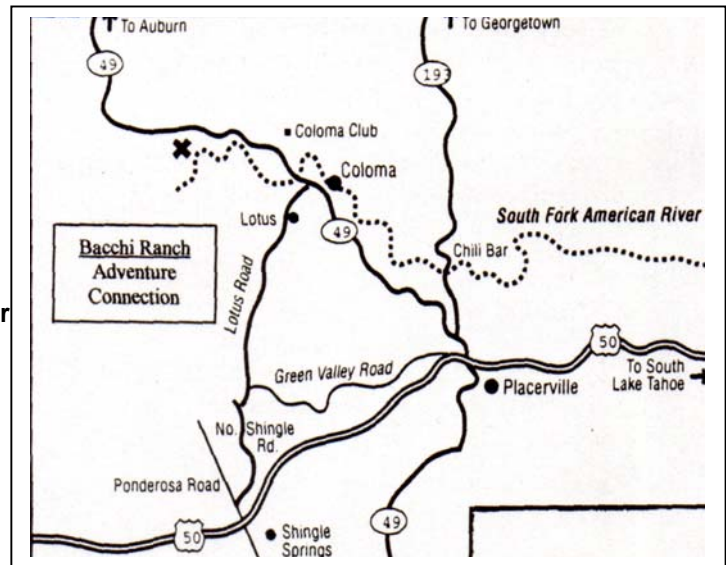 To Auburn
To Georgetown
49
193
Coloma Club
Coloma
South Fork American River
Lotus
49
Chili Bar
Bacchi Ranch
Adventure
Connection
r
Lotus Road
50
Green Valley Road
To South
Lake Tahoe
Placerville
No. Shingle
Rd.
Ponderosa Road
49
50
Shingle
Springs